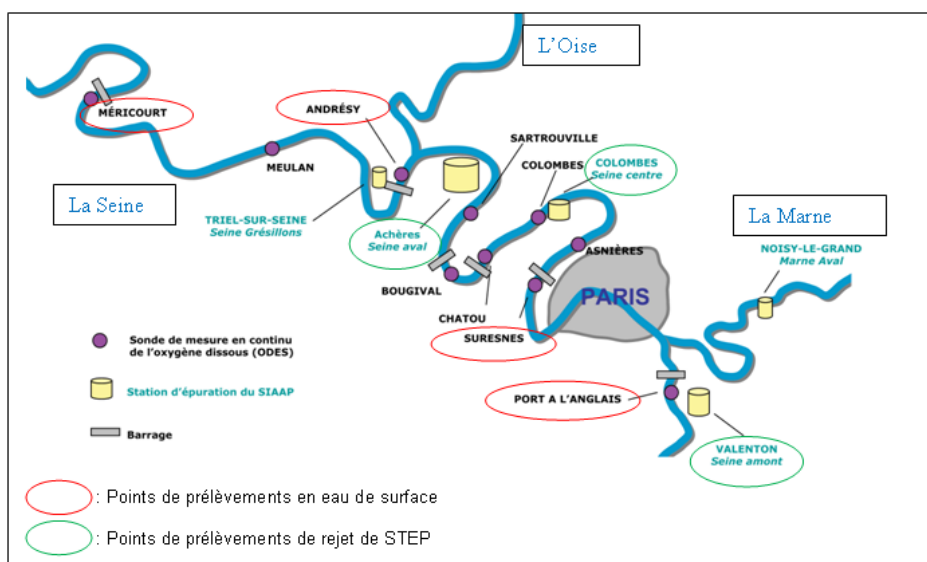 L'Oise
MÉRICOURT
ANDRÉSY
SARTROUVILLE
COLOMBES
COLOMBES
Seine centre
MEULAN
La Seine
TRIEL-SUR-SEINE
Seine Grésillons
Achères
Seine aval
La Marne
NOISY-LE-GRAND
Marne Aval
ASNIÈRES
BOUGIVAL
PARIS
CHATOU
SURESNES
Sonde de mesure en continu
de l'oxygène dissous (ODES)
Station d'épuration du SIAAP
PORT A L'ANGLAIS
Barrage
VALENTON
Seine amont
: Points de prélèvements en eau de surface
: Points de prélèvements de rejet de STEP